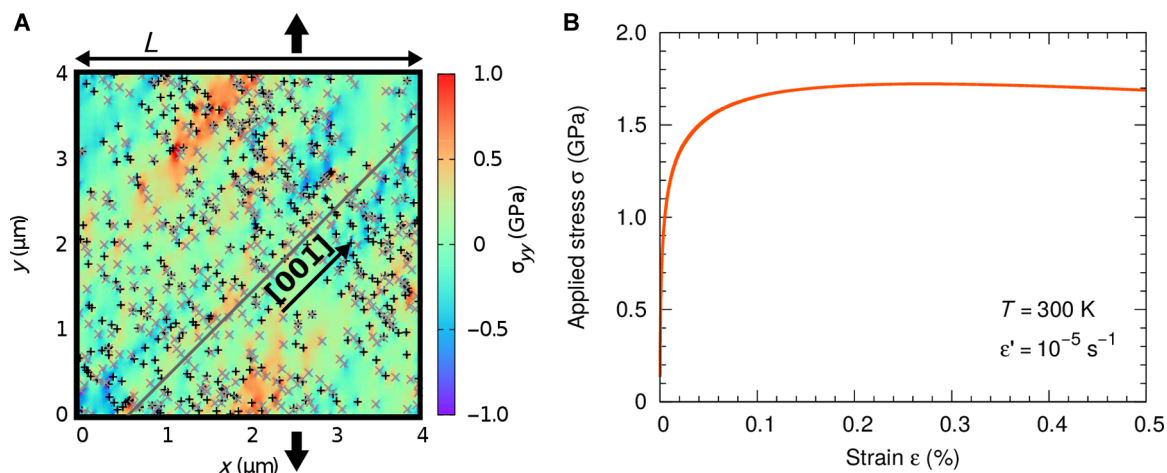 A
L
4
3
2
1
0
y (μm)
0 1 2 3 4
x (μm)
[001]
1.0
0.5
0
−0.5
−1.0
σyy (GPa)
B
2.0
1.5
1.0
0.5
0
Applied stress σ (GPa)
T = 300 K
ε' = 10⁻⁵ s⁻¹
0 0.1 0.2 0.3 0.4 0.5
Strain ε (%)